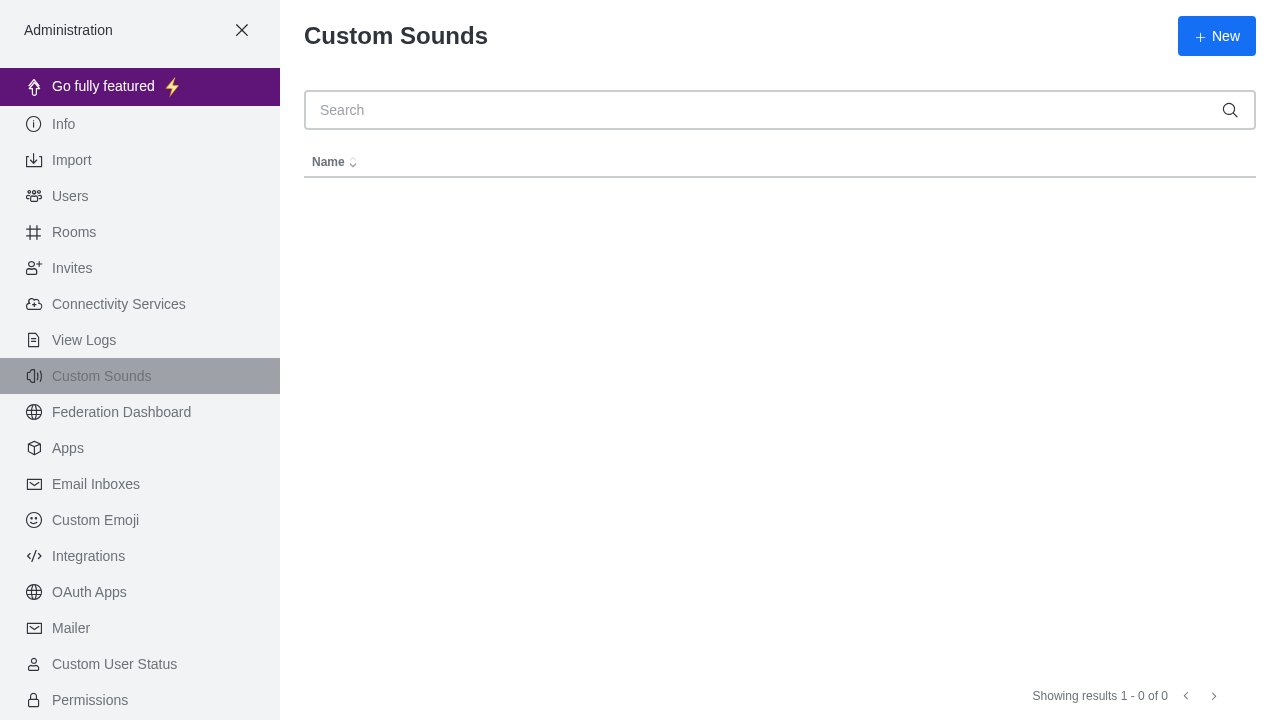 Administration
Go fully featured ⚡
Info
Import
Users
Rooms
Invites
Connectivity Services
View Logs
Custom Sounds
Federation Dashboard
Apps
Email Inboxes
Custom Emoji
Integrations
OAuth Apps
Mailer
Custom User Status
Permissions
Custom Sounds
+ New
Search
Name
Showing results 1 - 0 of 0